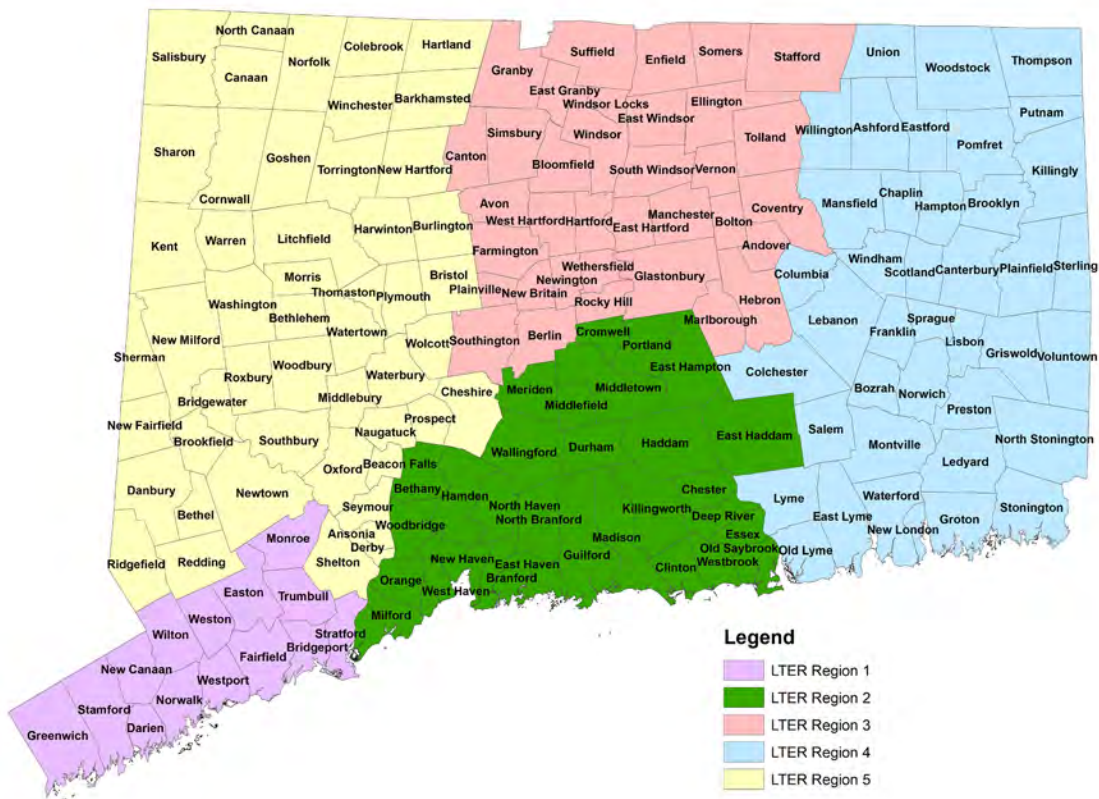 North Canaan
Colebrook
Hartland
Salisbury
Norfolk
Canaan
Suffield
Enfield
Somers
Stafford
Union
Woodstock
Thompson
Granby
East Granby
Windsor Locks
Winchester
Barkhamsted
Ellington
East Windsor
Putnam
Simsbury
Windsor
Tolland
Willington
Ashford
Eastford
Pomfret
Sharon
Goshen
Torrington
New Hartford
Canton
Bloomfield
South Windsor
Vernon
Killingly
Cornwall
Avon
Mansfield
Chaplin
Hampton
Brooklyn
Coventry
West Hartford
Hartford
Manchester
East Hartford
Bolton
Kent
Warren
Litchfield
Harwinton
Burlington
Farmington
Andover
Windham
Scotland
Canterbury
Plainfield
Sterling
Morris
Bristol
Wethersfield
Newington
Glastonbury
Columbia
Washington
Thomaston
Plymouth
Plainville
New Britain
Rocky Hill
Hebron
Bethlehem
Watertown
Marlborough
Lebanon
Franklin
Sprague
Lisbon
Griswold
Voluntown
New Milford
Sherman
Wolcott
Southington
Berlin
Cromwell
Portland
Woodbury
Roxbury
Waterbury
East Hampton
Colchester
Bozrah
Norwich
Preston
Bridgewater
Middlebury
Cheshire
Meriden
Middletown
Middlefield
New Fairfield
Brookfield
Southbury
Naugatuck
Prospect
Wallingford
Durham
Haddam
East Haddam
Salem
Montville
North Stonington
Oxford
Beacon Falls
Ledyard
Danbury
Newtown
Bethany
Hamden
Seymour
Chester
Lyme
Waterford
Bethel
Woodbridge
North Haven
North Branford
Killingworth
Deep River
East Lyme
New London
Groton
Stonington
Monroe
Ansonia
Derby
Essex
Madison
Old Saybrook
Old Lyme
Ridgefield
Redding
Shelton
New Haven
East Haven
Guilford
Clinton
Westbrook
Easton
Trumbull
Orange
West Haven
Branford
Weston
Milford
Wilton
Stratford
Bridgeport
Fairfield
New Canaan
Westport
Norwalk
Stamford
Darien
Greenwich
Legend
LTER Region 1
LTER Region 2
LTER Region 3
LTER Region 4
LTER Region 5